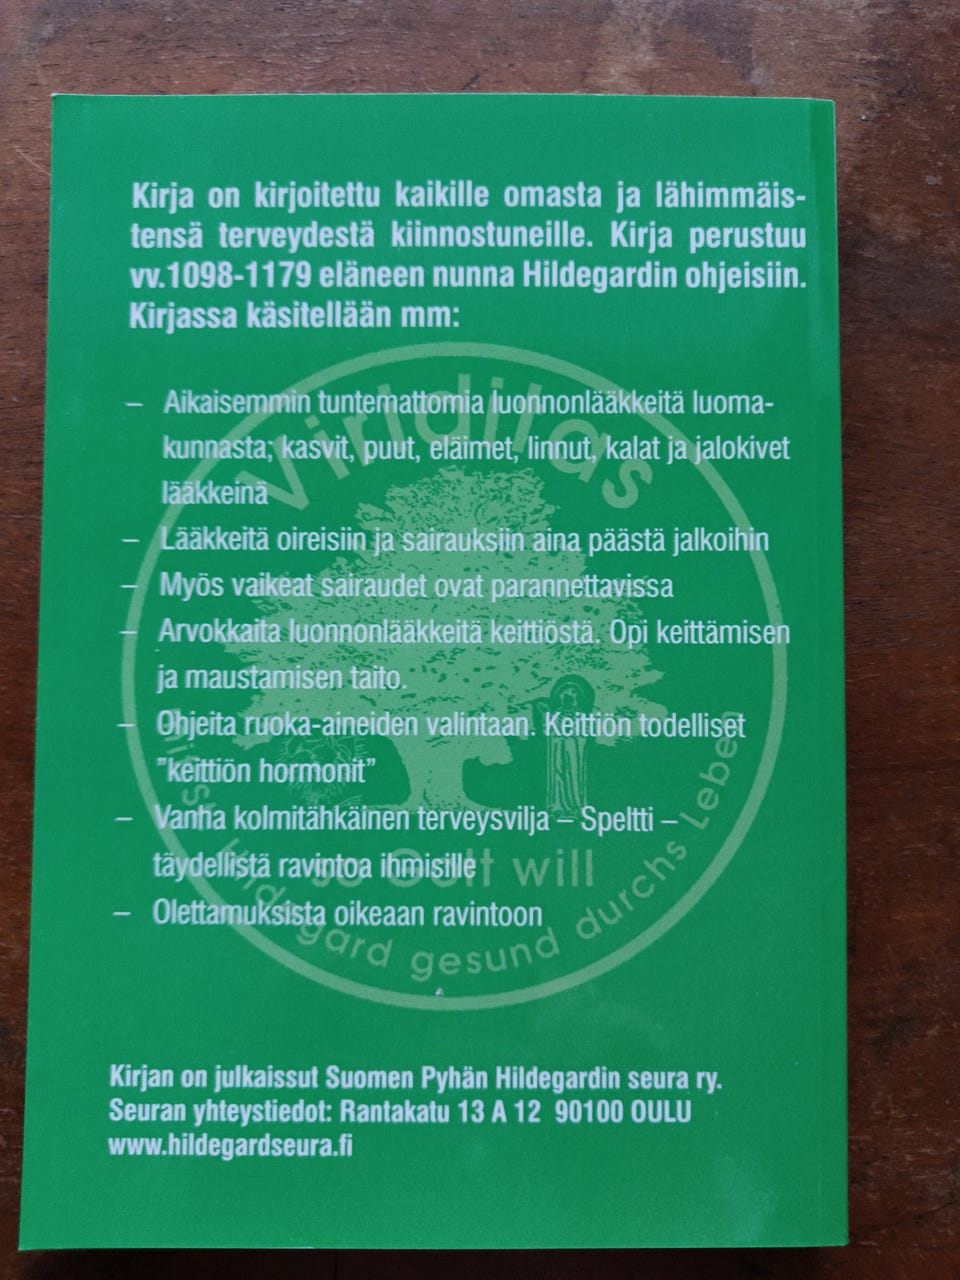 Kirja on kirjoitettu kaikille omasta ja lähimmäis-
tensä terveydestä kiinnostuneille. Kirja perustuu
vv.1098-1179 eläneen nunna Hildegardin ohjeisiin.
Kirjassa käsitellään mm:
Viriditas
– Aikaisemmin tuntemattomia luonnonlääkkeitä luoma-
kunnasta; kasvit, puut, eläimet, linnut, kalat ja jalokivet
lääkkeinä
– Lääkkeitä oireisiin ja sairauksiin aina päästä jalkoihin
– Myös vaikeat sairaudet ovat parannettavissa
– Arvokkaita luonnonlääkkeitä keittiöstä. Opi keittämisen
ja maustamisen taito.
– Ohjeita ruoka-aineiden valintaan. Keittiön todelliset
"keittiön hormonit"
– Vanha kolmitähkäinen terveysvilja – Speltti –
täydellistä ravintoa ihmisille
– Olettamuksista oikeaan ravintoon
so Gott will
Hildegard gesund durchs Leben
Kirjan on julkaissut Suomen Pyhän Hildegardin seura ry.
Seuran yhteystiedot: Rantakatu 13 A 12 90100 OULU
www.hildegardseura.fi